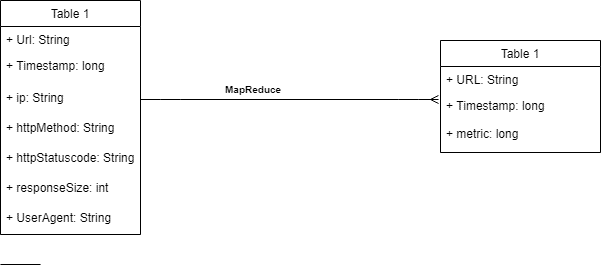 Table 1
+ Url: String
+ Timestamp: long
+ ip: String
+ httpMethod: String
+ httpStatuscode: String
+ responseSize: int
+ UserAgent: String
MapReduce
Table 1
+ URL: String
+ Timestamp: long
+ metric: long